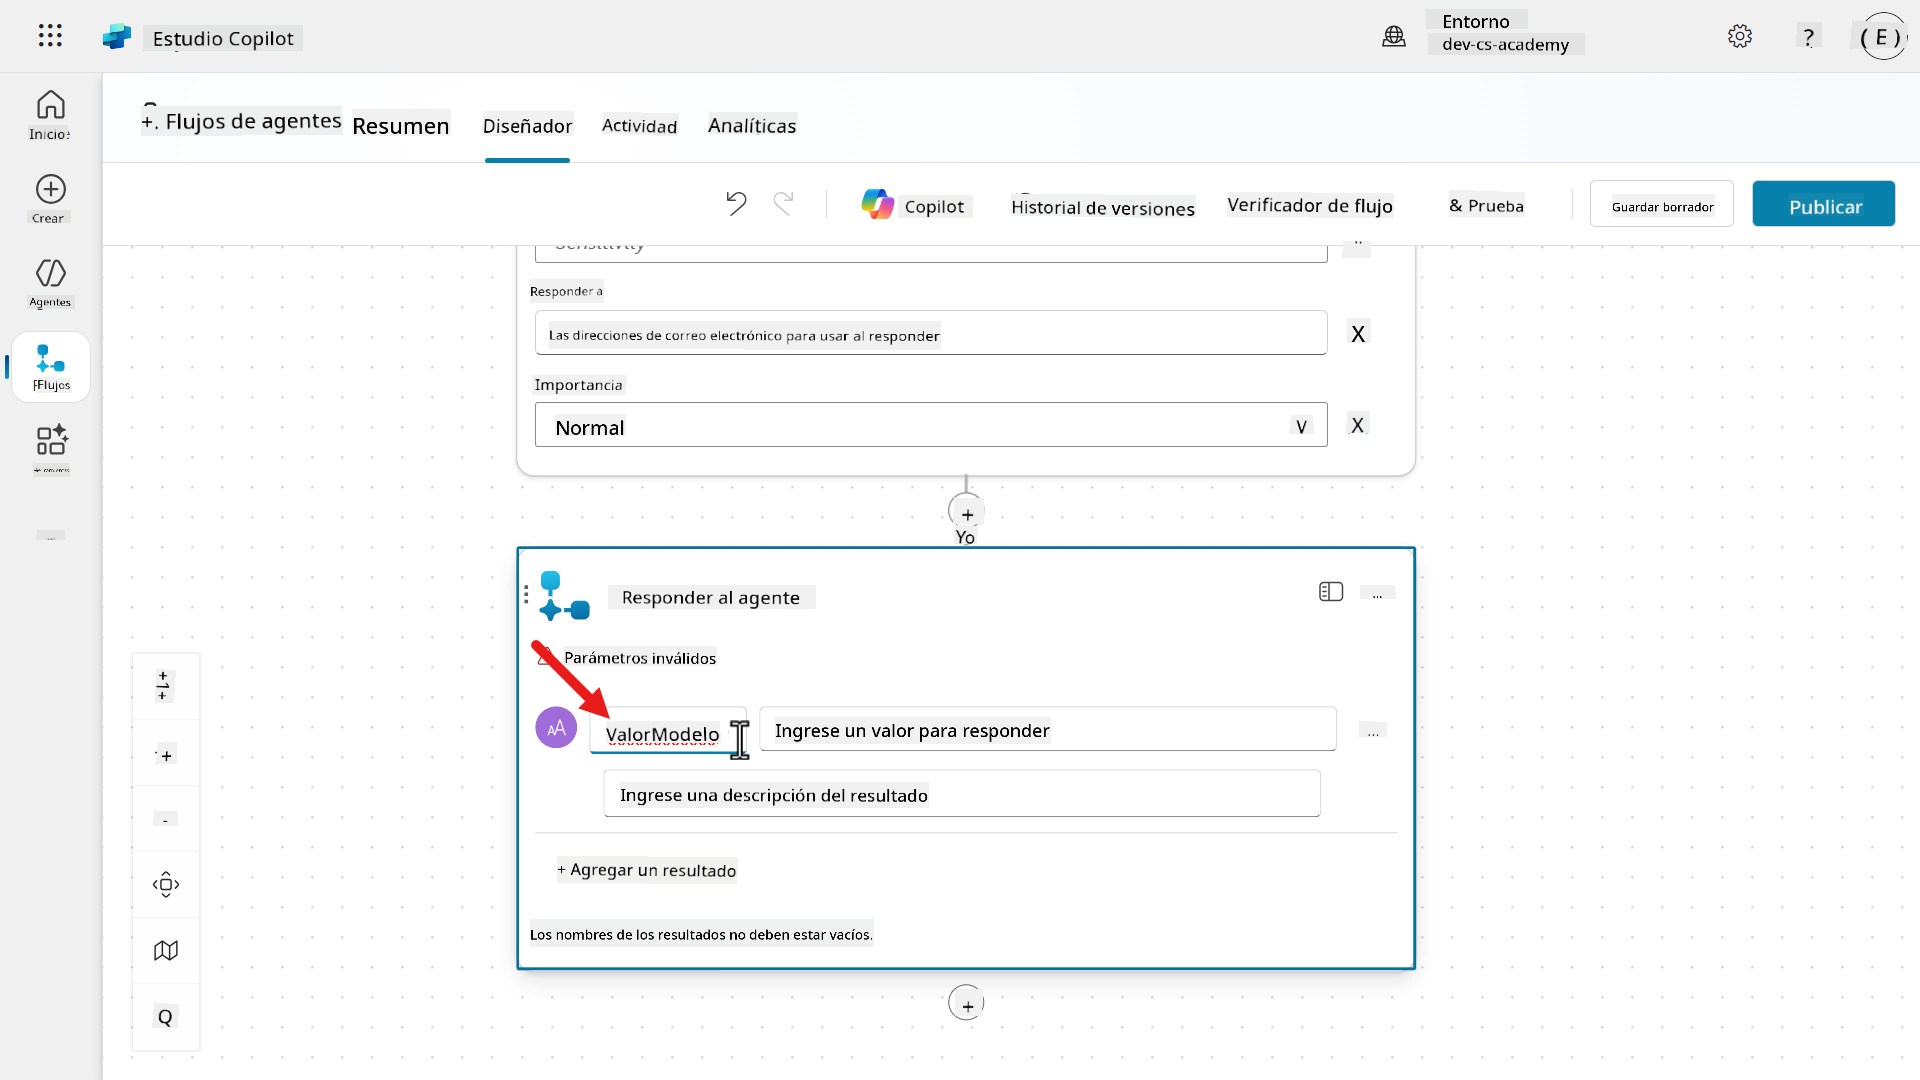 Estudio Copilot
Entorno
dev-cs-academy
?
( E )
Inicio
Crear
Agentes
Flujos
+. Flujos de agentes
Resumen
Diseñador
Actividad
Analíticas
Copilot
Historial de versiones
Verificador de flujo
& Prueba
Guardar borrador
Publicar
Sensitivity
Responder a
Las direcciones de correo electrónico para usar al responder
X
Importancia
Normal
V
X
+
Yo
Responder al agente
...
Parámetros inválidos
ValorModelo
Ingrese un valor para responder
...
Ingrese una descripción del resultado
+ Agregar un resultado
Los nombres de los resultados no deben estar vacíos.
+
+
-
Q